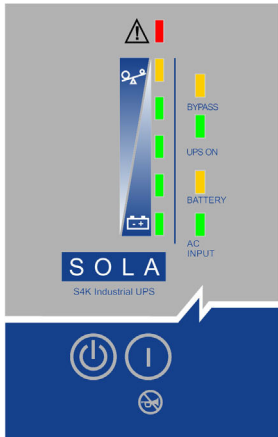 BYPASS
UPS ON
BATTERY
AC
INPUT
SOLA
S4K Industrial UPS